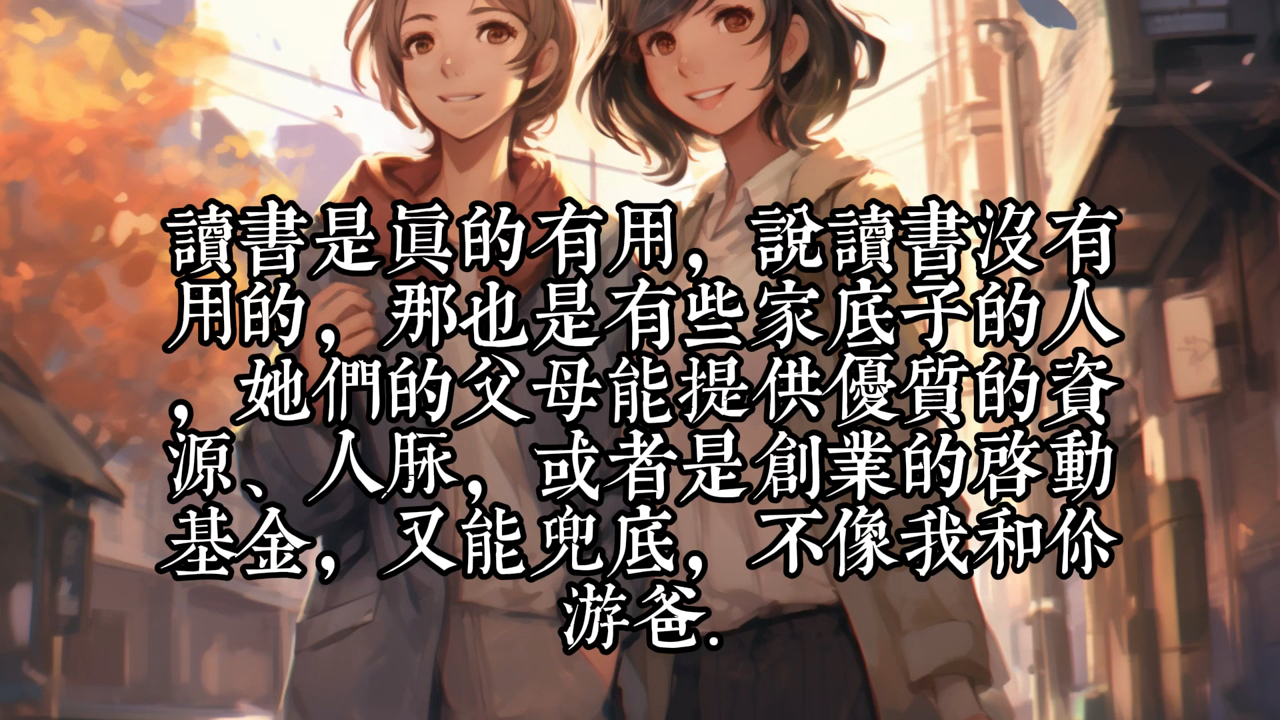 讀書是眞的有用，說讀書沒有
用的，那也是有些家底子的人
，她們的父母能提供優質的資
源、人脈，或者是創業的啓動
基金，又能兜底，不像我和你
游爸.